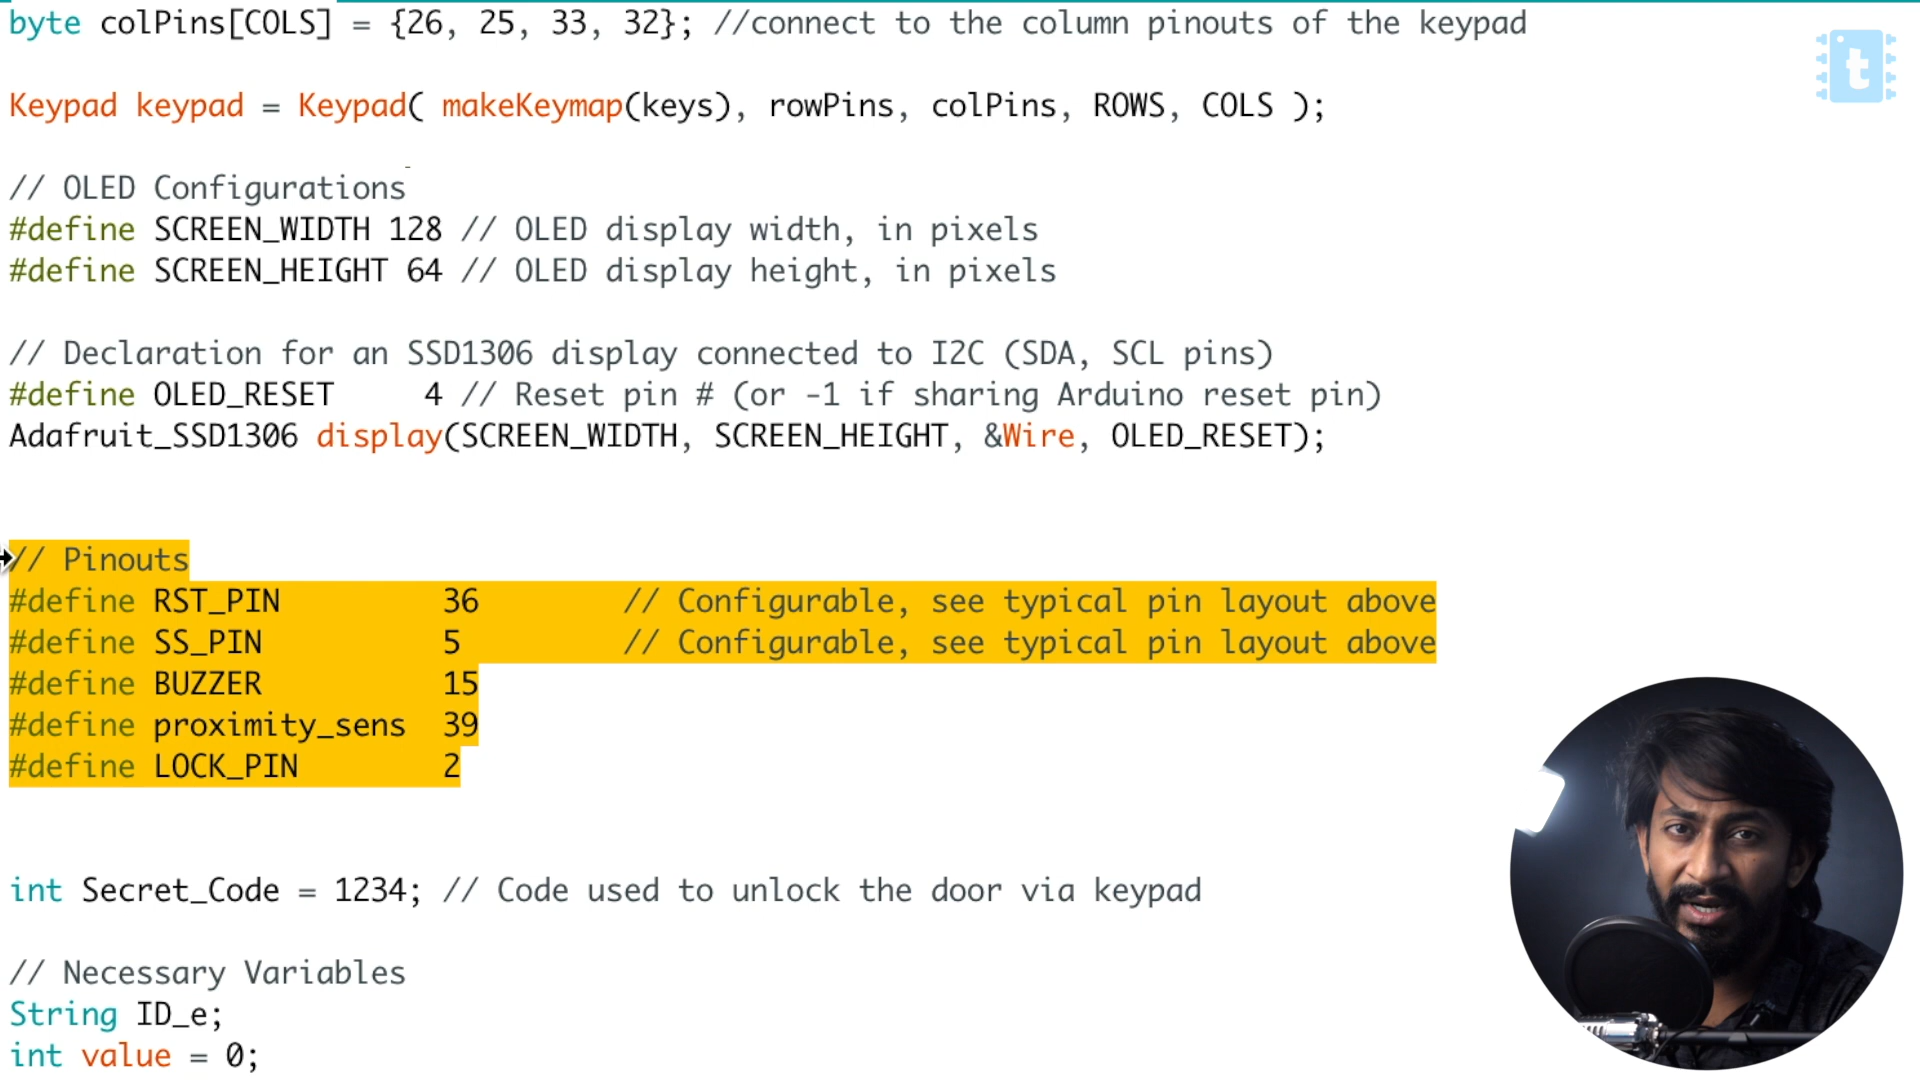 byte colPins[COLS] = {26, 25, 33, 32}; //connect to the column pinouts of the keypad
Keypad keypad = Keypad( makeKeymap(keys), rowPins, colPins, ROWS, COLS );
// OLED Configurations
#define SCREEN_WIDTH 128 // OLED display width, in pixels
#define SCREEN_HEIGHT 64 // OLED display height, in pixels
// Declaration for an SSD1306 display connected to I2C (SDA, SCL pins)
#define OLED_RESET     4 // Reset pin # (or -1 if sharing Arduino reset pin)
Adafruit_SSD1306 display(SCREEN_WIDTH, SCREEN_HEIGHT, &Wire, OLED_RESET);
// Pinouts
#define RST_PIN         36        // Configurable, see typical pin layout above
#define SS_PIN          5         // Configurable, see typical pin layout above
#define BUZZER          15
#define proximity_sens  39
#define LOCK_PIN        2
int Secret_Code = 1234; // Code used to unlock the door via keypad
// Necessary Variables
String ID_e;
int value = 0;
t